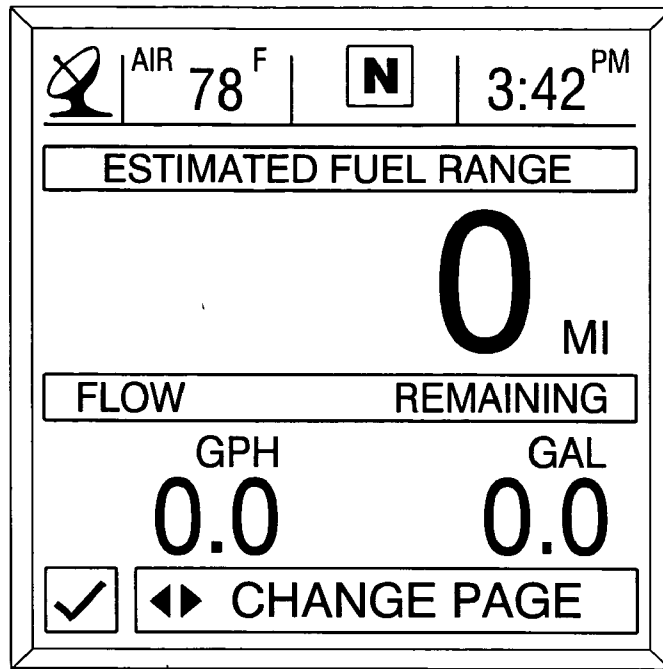 AIR 78 F N 3:42 PM
ESTIMATED FUEL RANGE
0 MI
FLOW REMAINING
GPH GAL
0.0 0.0
CHANGE PAGE